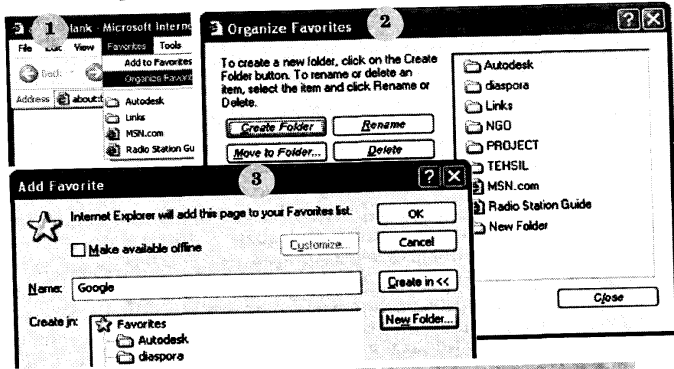 1
lank - Microsoft Interne
File Edit View Favorites Tools
Add to Favorites
Organize Favorit
Back
Address about:b
Autodesk
Links
MSN.com
Radio Station Gu
2
Organize Favorites
To create a new folder, click on the Create
Folder button. To rename or delete an
item, select the item and click Rename or
Delete.
Create Folder Rename
Move to Folder... Delete
Autodesk
diaspora
Links
NGO
PROJECT
TEHSIL
MSN.com
Radio Station Guide
New Folder
Close
3
Add Favorite
Internet Explorer will add this page to your Favorites list.
Make available offline Customize...
OK
Cancel
Name: Google
Create in <<
Create in: Favorites
New Folder...
Autodesk
diaspora